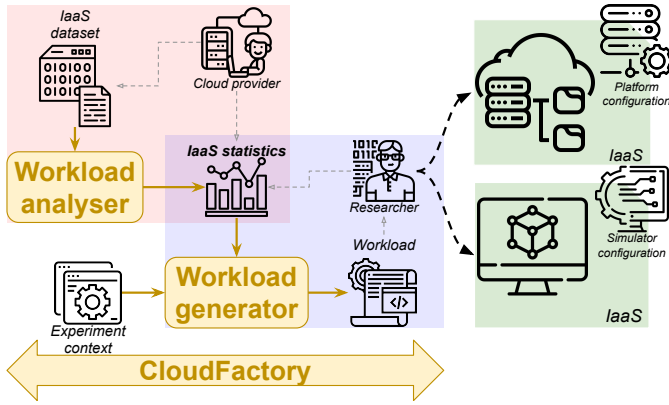 IaaS
dataset
Cloud provider
Workload
analyser
IaaS statistics
Researcher
Workload
Experiment
context
Workload
generator
CloudFactory
Platform
configuration
IaaS
Simulator
configuration
IaaS